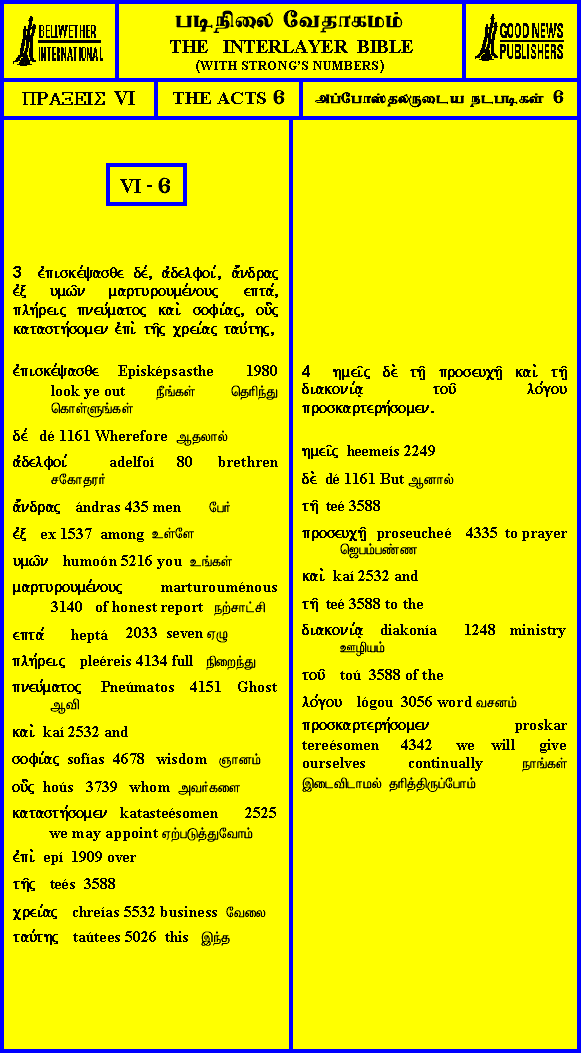 BELLWETHER
INTERNATIONAL
படிநிலை வேதாகமம்
THE INTERLAYER BIBLE
(WITH STRONG'S NUMBERS)
GOOD NEWS
PUBLISHERS
ΠΡΑΞΕΙΣ VI
THE ACTS 6
அப்போஸ்தலருடைய நடபடிகள் 6
VI - 6
3 ἐπισκέψασθε δέ, ἀδελφοί, ἄνδρας
ἐξ υμῶν μαρτυρουμένους επτά,
πλήρεις πνεύματος καὶ σοφίας, οὓς
καταστήσομεν ἐπὶ τῆς χρείας ταύτης,
ἐπισκέψασθε Episképsasthe 1980
look ye out நீங்கள் தெரிந்து
கொள்ளுங்கள்
δέ dé 1161 Wherefore ஆதலால்
ἀδελφοί adelfoí 80 brethren
சகோதரர்
ἄνδρας ándras 435 men பேர்
ἐξ ex 1537 among உள்ளே
υμῶν humoón 5216 you உங்கள்
μαρτυρουμένους marturouménous
3140 of honest report நற்சாட்சி
επτά heptá 2033 seven ஏழு
πλήρεις pleéreis 4134 full நிறைந்து
πνεύματος Pneúmatos 4151 Ghost
ஆவி
καὶ kaí 2532 and
σοφίας sofías 4678 wisdom ஞானம்
οὓς hoús 3739 whom அவர்களை
καταστήσομεν katasteésomen 2525
we may appoint ஏற்படுத்துவோம்
ἐπὶ epí 1909 over
τῆς teés 3588
χρείας chreías 5532 business வேலை
ταύτης taútees 5026 this இந்த
4 ημεῖς δὲ τῇ προσευχῇ καὶ τῇ
διακονίᾳ τοῦ λόγου
προσκαρτερήσομεν.
ημεῖς heemeís 2249
δὲ dé 1161 But ஆனால்
τῇ teé 3588
προσευχῇ proseucheé 4335 to prayer
ஜெபம்பண்ண
καὶ kaí 2532 and
τῇ teé 3588 to the
διακονίᾳ diakonía 1248 ministry
ஊழியம்
τοῦ toú 3588 of the
λόγου lógou 3056 word வசனம்
προσκαρτερήσομεν proskar
tereésomen 4342 we will give
ourselves continually நாங்கள்
இடைவிடாமல் தரித்திருப்போம்